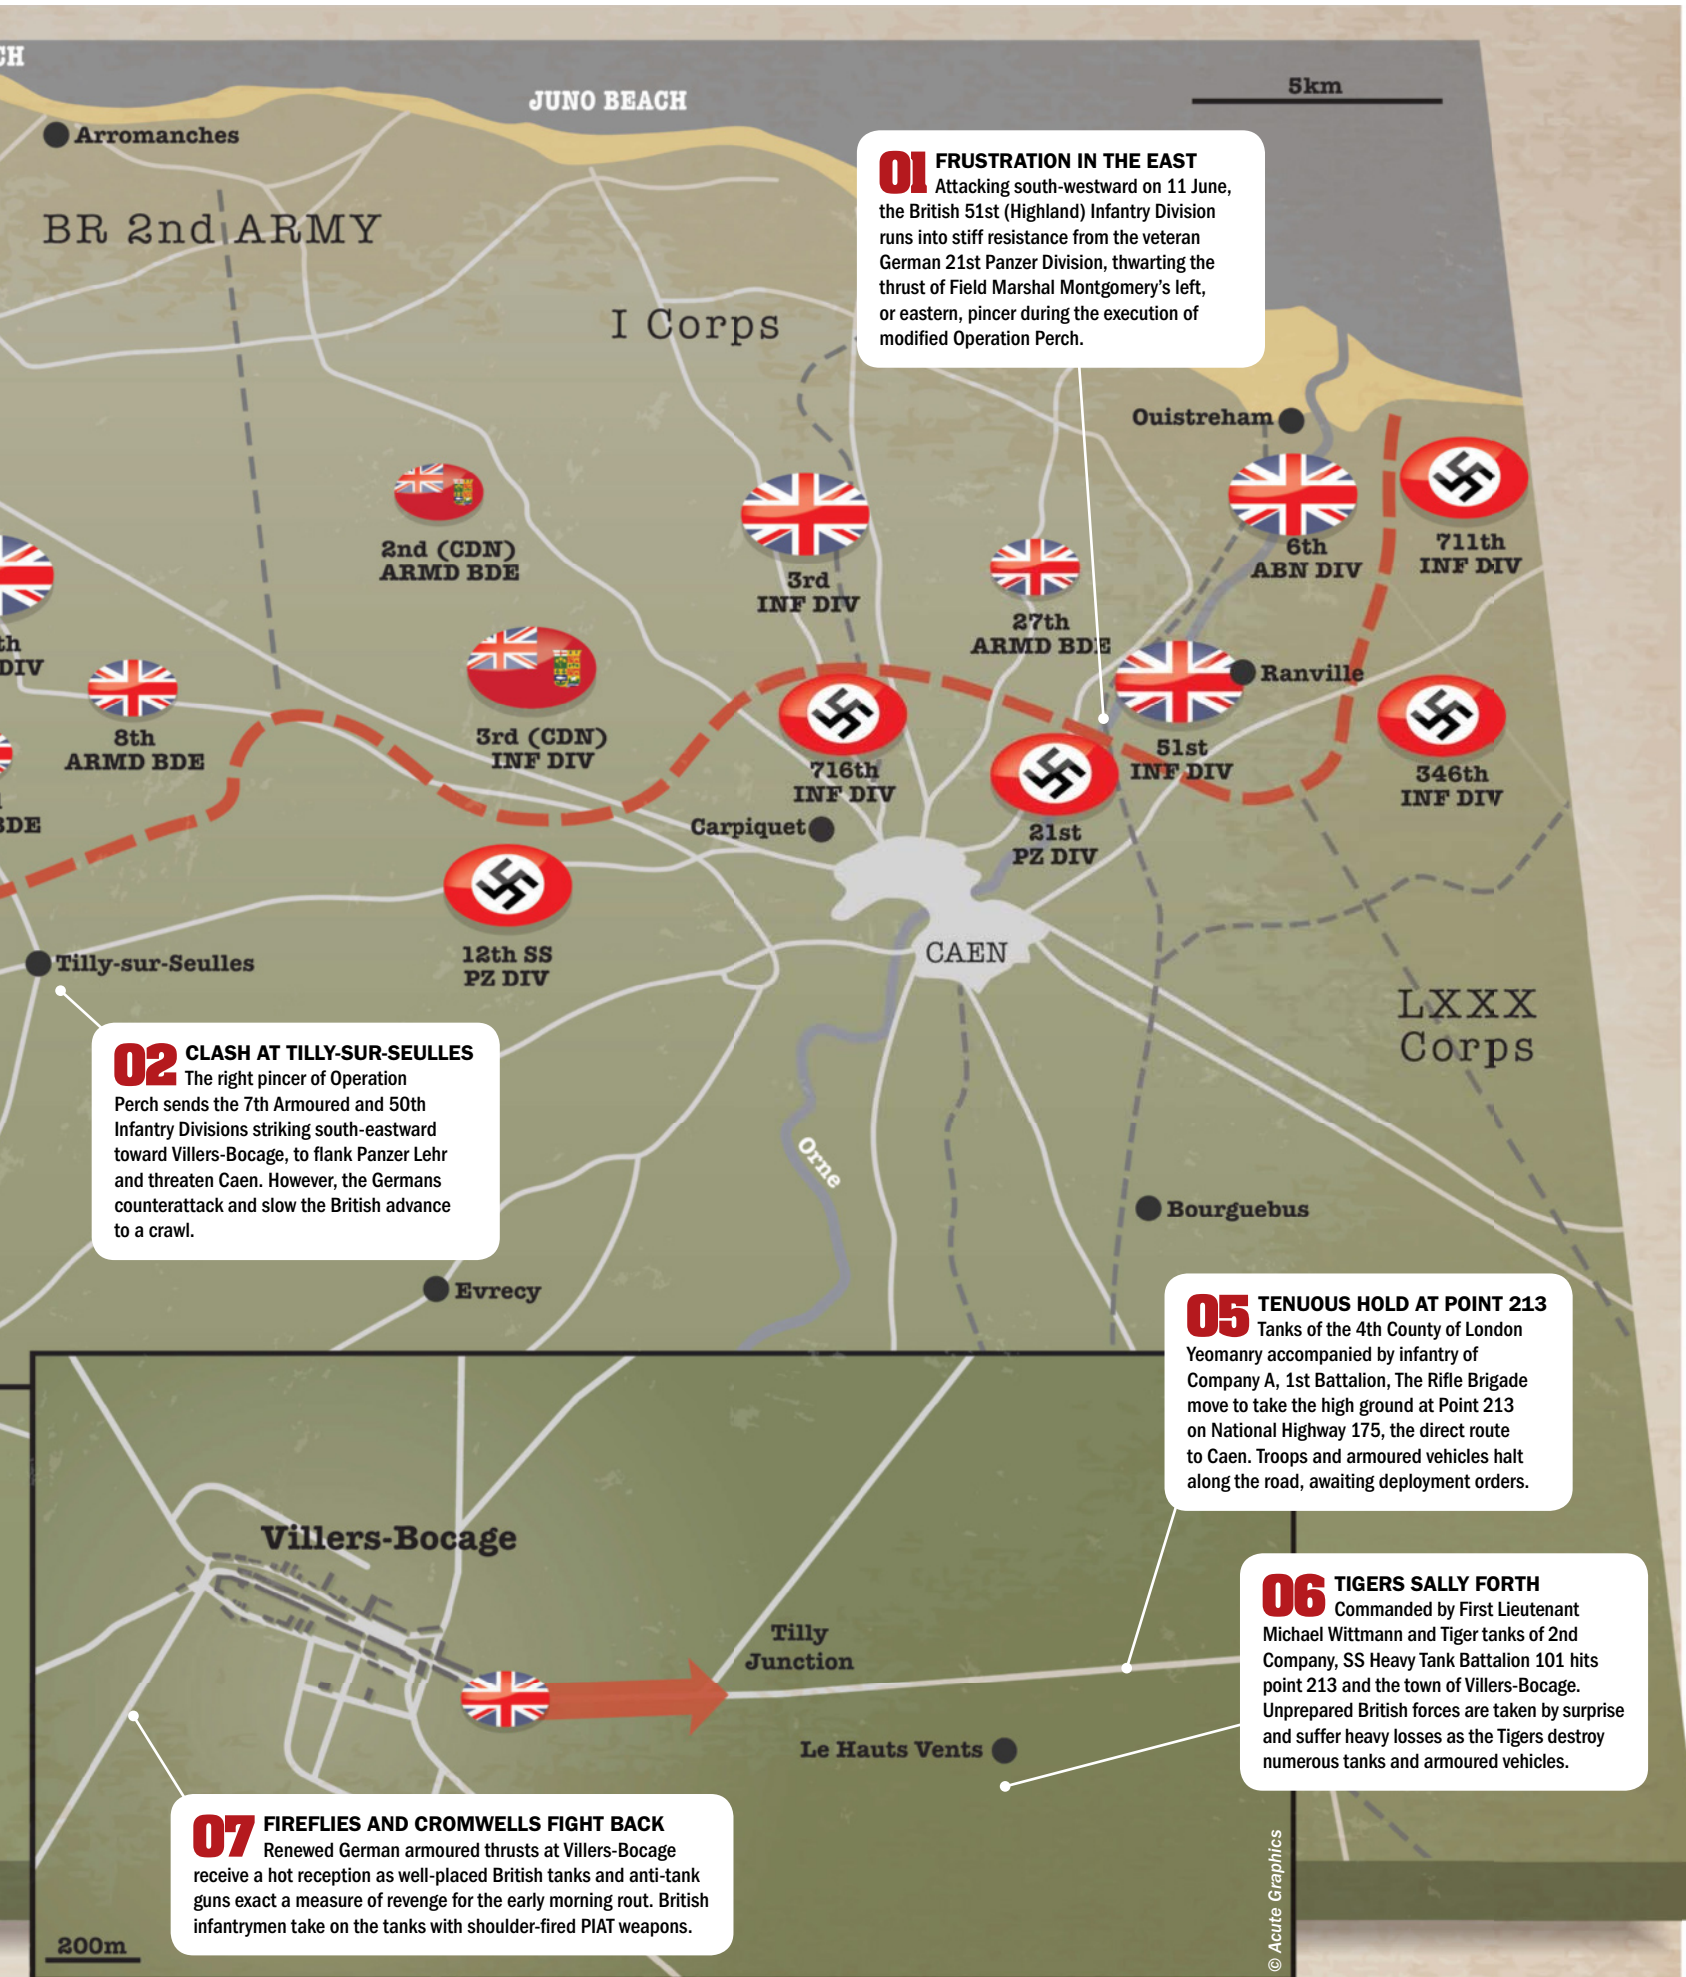 CH
JUNO BEACH
5km
Arromanches
BR 2nd ARMY
I Corps
01 FRUSTRATION IN THE EAST
Attacking south-westward on 11 June,
the British 51st (Highland) Infantry Division
runs into stiff resistance from the veteran
German 21st Panzer Division, thwarting the
thrust of Field Marshal Montgomery's left,
or eastern, pincer during the execution of
modified Operation Perch.
Ouistreham
2nd (CDN)
ARMD BDE
3rd
INF DIV
27th
ARMD BDE
6th
ABN DIV
711th
INF DIV
th
DIV
8th
ARMD BDE
3rd (CDN)
INF DIV
716th
INF DIV
Ranville
51st
INF DIV
346th
INF DIV
BDE
Carpiquet
21st
PZ DIV
12th SS
PZ DIV
CAEN
Tilly-sur-Seulles
LXXX
Corps
02 CLASH AT TILLY-SUR-SEULLES
The right pincer of Operation
Perch sends the 7th Armoured and 50th
Infantry Divisions striking south-eastward
toward Villers-Bocage, to flank Panzer Lehr
and threaten Caen. However, the Germans
counterattack and slow the British advance
to a crawl.
Orne
Bourguebus
Evrecy
05 TENUOUS HOLD AT POINT 213
Tanks of the 4th County of London
Yeomanry accompanied by infantry of
Company A, 1st Battalion, The Rifle Brigade
move to take the high ground at Point 213
on National Highway 175, the direct route
to Caen. Troops and armoured vehicles halt
along the road, awaiting deployment orders.
Villers-Bocage
Tilly
Junction
Le Hauts Vents
06 TIGERS SALLY FORTH
Commanded by First Lieutenant
Michael Wittmann and Tiger tanks of 2nd
Company, SS Heavy Tank Battalion 101 hits
point 213 and the town of Villers-Bocage.
Unprepared British forces are taken by surprise
and suffer heavy losses as the Tigers destroy
numerous tanks and armoured vehicles.
07 FIREFLIES AND CROMWELLS FIGHT BACK
Renewed German armoured thrusts at Villers-Bocage
receive a hot reception as well-placed British tanks and anti-tank
guns exact a measure of revenge for the early morning rout. British
infantrymen take on the tanks with shoulder-fired PIAT weapons.
200m
© Acute Graphics